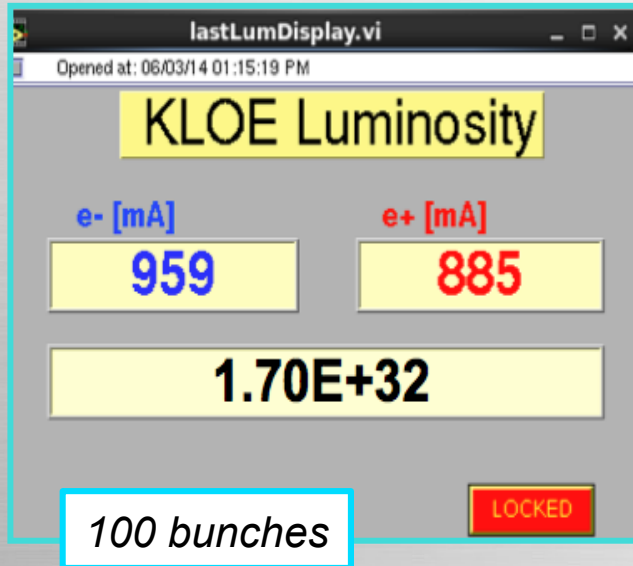 lastLumDisplay.vi
Opened at: 06/03/14 01:15:19 PM
KLOE Luminosity
e- [mA] e+ [mA]
959 885
1.70E+32
LOCKED
100 bunches